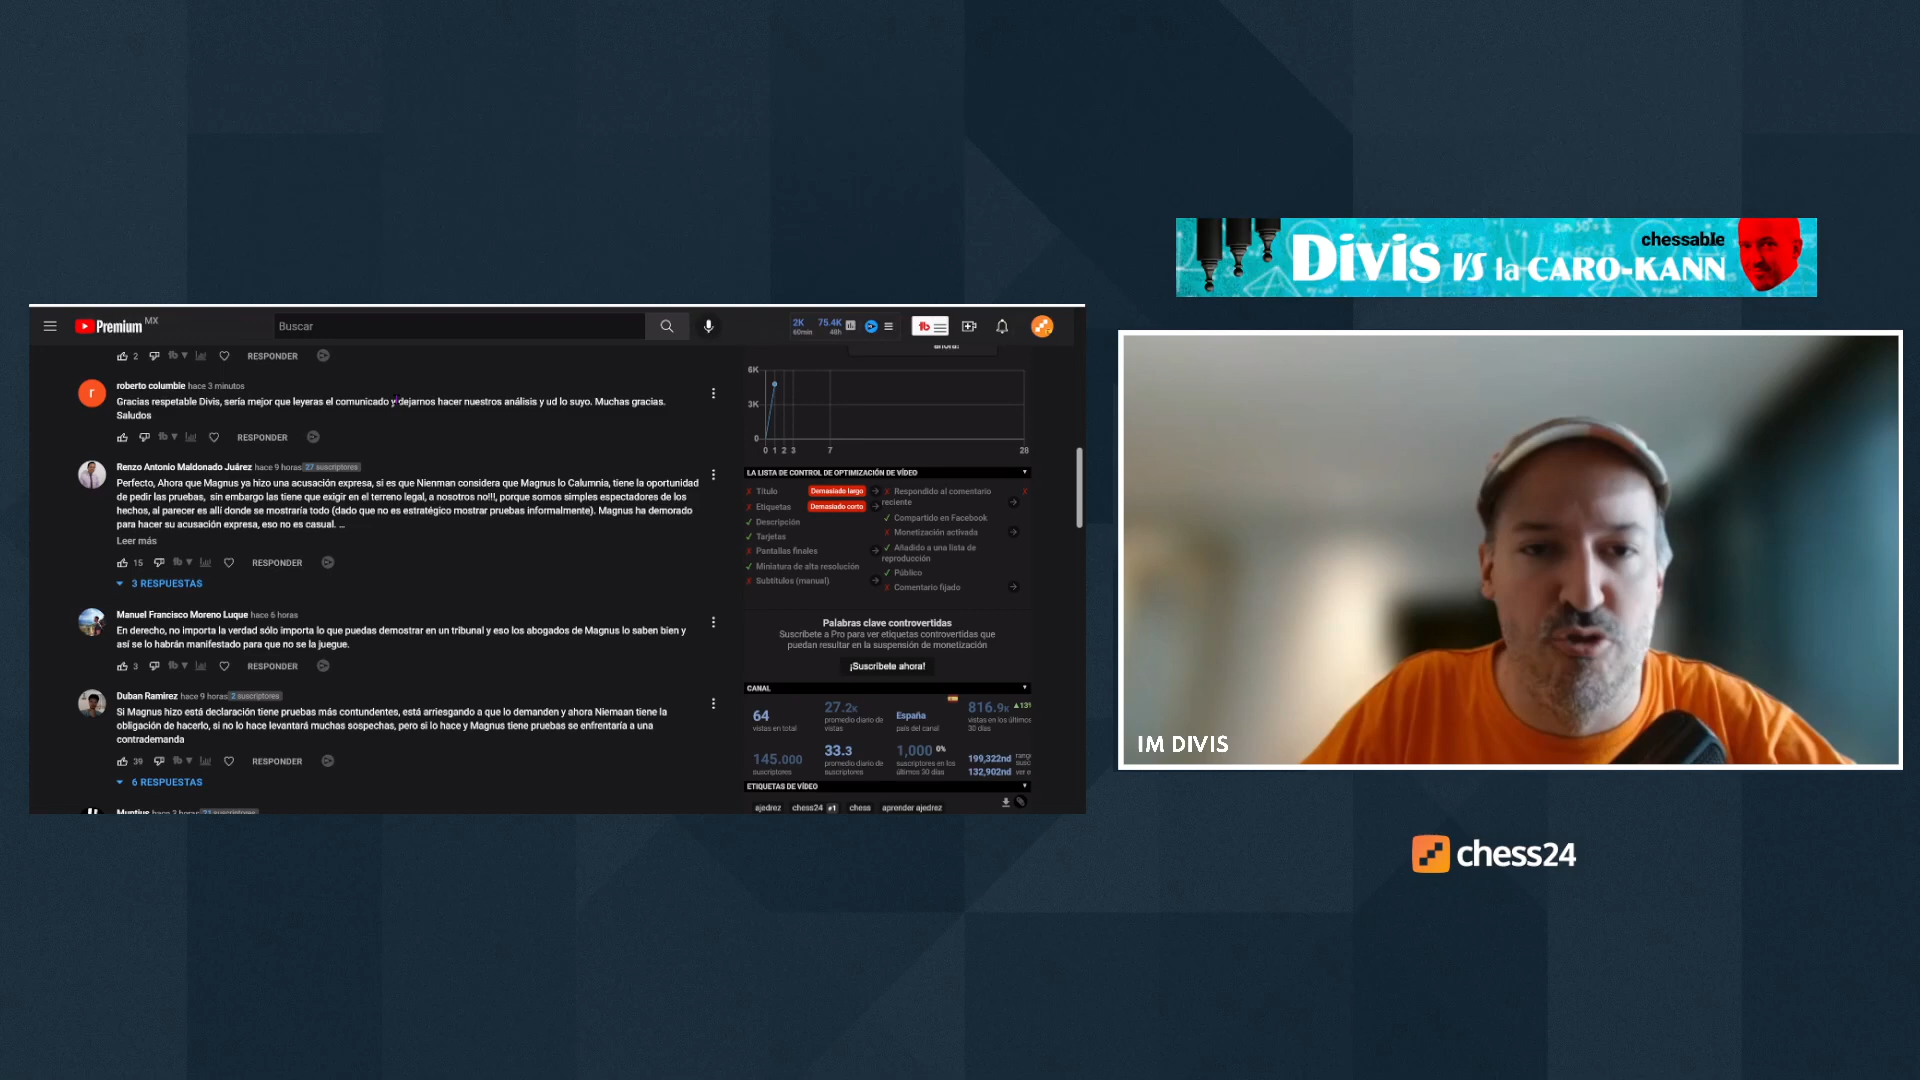 Divis VS la CARO-KANN
chessable
Premium MX
Buscar
2K
60min
75.4K
48h
2 RESPONDER
roberto columbie hace 3 minutos
Gracias respetable Divis, sería mejor que leyeras el comunicado y dejarnos hacer nuestros análisis y ud lo suyo. Muchas gracias.
Saludos
RESPONDER
Renzo Antonio Maldonado Juárez hace 9 horas 27 suscriptores
Perfecto, Ahora que Magnus ya hizo una acusación expresa, si es que Nienman considera que Magnus lo Calumnia, tiene la oportunidad
de pedir las pruebas, sin embargo las tiene que exigir en el terreno legal, a nosotros no!!!, porque somos simples espectadores de los
hechos, al parecer es allí donde se mostraría todo (dado que no es estratégico mostrar pruebas informalmente). Magnus ha demorado
para hacer su acusación expresa, eso no es casual. ...
Leer más
15 RESPONDER
3 RESPUESTAS
Manuel Francisco Moreno Luque hace 6 horas
En derecho, no importa la verdad sólo importa lo que puedas demostrar en un tribunal y eso los abogados de Magnus lo saben bien y
así se lo habrán manifestado para que no se la juegue.
3 RESPONDER
Duban Ramirez hace 9 horas 2 suscriptores
Si Magnus hizo está declaración tiene pruebas más contundentes, está arriesgando a que lo demanden y ahora Niemaan tiene la
obligación de hacerlo, si no lo hace levantará muchas sospechas, pero si lo hace y Magnus tiene pruebas se enfrentaría a una
contrademanda
39 RESPONDER
6 RESPUESTAS
Muntius hace 3 horas 21 suscriptores
ahora!
6K
3K
0
0 1 2 3 7 28
LA LISTA DE CONTROL DE OPTIMIZACIÓN DE VÍDEO
Título Demasiado largo
Etiquetas Demasiado corto
Descripción
Tarjetas
Pantallas finales
Miniatura de alta resolución
Subtítulos (manual)
Respondido al comentario
reciente
Compartido en Facebook
Monetización activada
Añadido a una lista de
reproducción
Público
Comentario fijado
Palabras clave controvertidas
Suscríbete a Pro para ver etiquetas controvertidas que
puedan resultar en la suspensión de monetización
¡Suscríbete ahora!
CANAL
64
vistas en total
27.2K
promedio diario de
vistas
España
país del canal
816.9K
vistas en los últimos
30 días
145.000
suscriptores
33.3
promedio diario de
suscriptores
1,000 0%
suscriptores en los
últimos 30 días
199,322nd
132,902nd
ETIQUETAS DE VÍDEO
ajedrez chess24 #1 chess aprender ajedrez
IM DIVIS
chess24